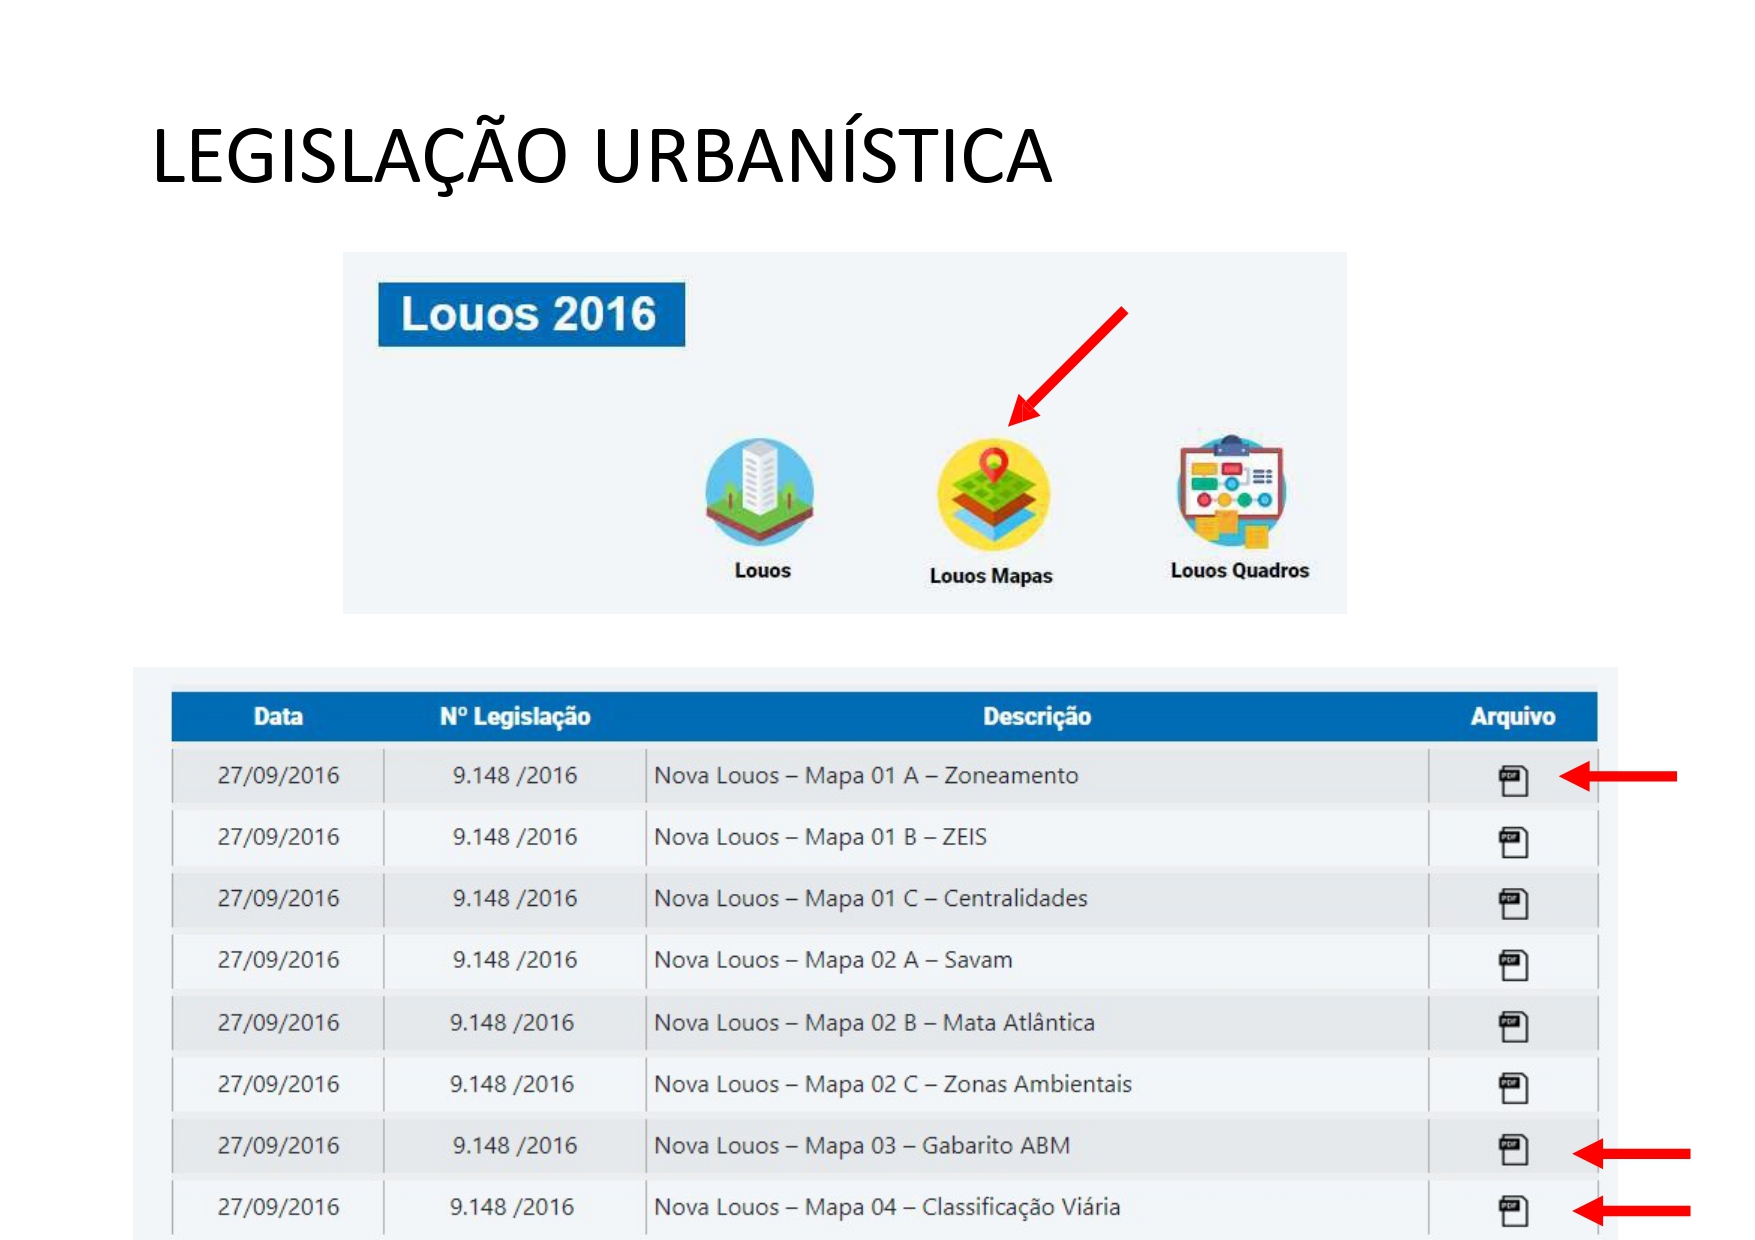 LEGISLAÇÃO URBANÍSTICA
Louos 2016
Louos
Louos Mapas
Louos Quadros
Data Nº Legislação Descrição Arquivo
27/09/2016 9.148 /2016 Nova Louos – Mapa 01 A – Zoneamento PDF
27/09/2016 9.148 /2016 Nova Louos – Mapa 01 B – ZEIS PDF
27/09/2016 9.148 /2016 Nova Louos – Mapa 01 C – Centralidades PDF
27/09/2016 9.148 /2016 Nova Louos – Mapa 02 A – Savam PDF
27/09/2016 9.148 /2016 Nova Louos – Mapa 02 B – Mata Atlântica PDF
27/09/2016 9.148 /2016 Nova Louos – Mapa 02 C – Zonas Ambientais PDF
27/09/2016 9.148 /2016 Nova Louos – Mapa 03 – Gabarito ABM PDF
27/09/2016 9.148 /2016 Nova Louos – Mapa 04 – Classificação Viária PDF